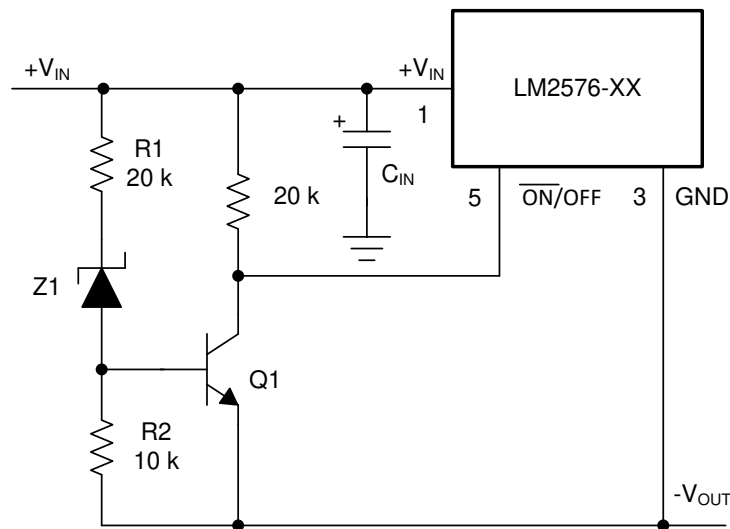 +V_IN
+V_IN
LM2576-XX
1
+
R1
20 k
C_IN
20 k
5
ON/OFF
3
GND
Z1
Q1
R2
10 k
-V_OUT